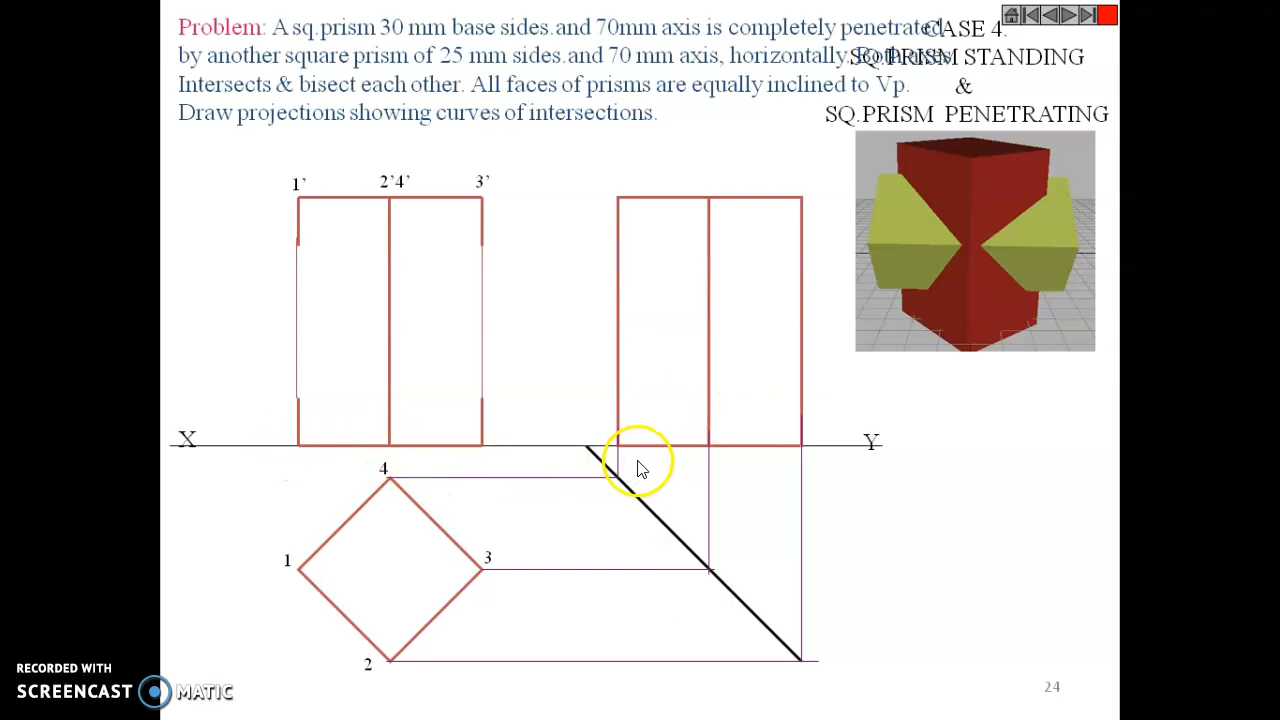 Problem: A sq.prism 30 mm base sides.and 70mm axis is completely penetrated
by another square prism of 25 mm sides.and 70 mm axis, horizontally. Both axes
Intersects & bisect each other. All faces of prisms are equally inclined to Vp.
Draw projections showing curves of intersections.
CASE 4.
SQ.PRISM STANDING
&
SQ.PRISM PENETRATING
1’ 2’4’ 3’
X Y
4
1 3
2
RECORDED WITH
SCREENCAST MATIC
24